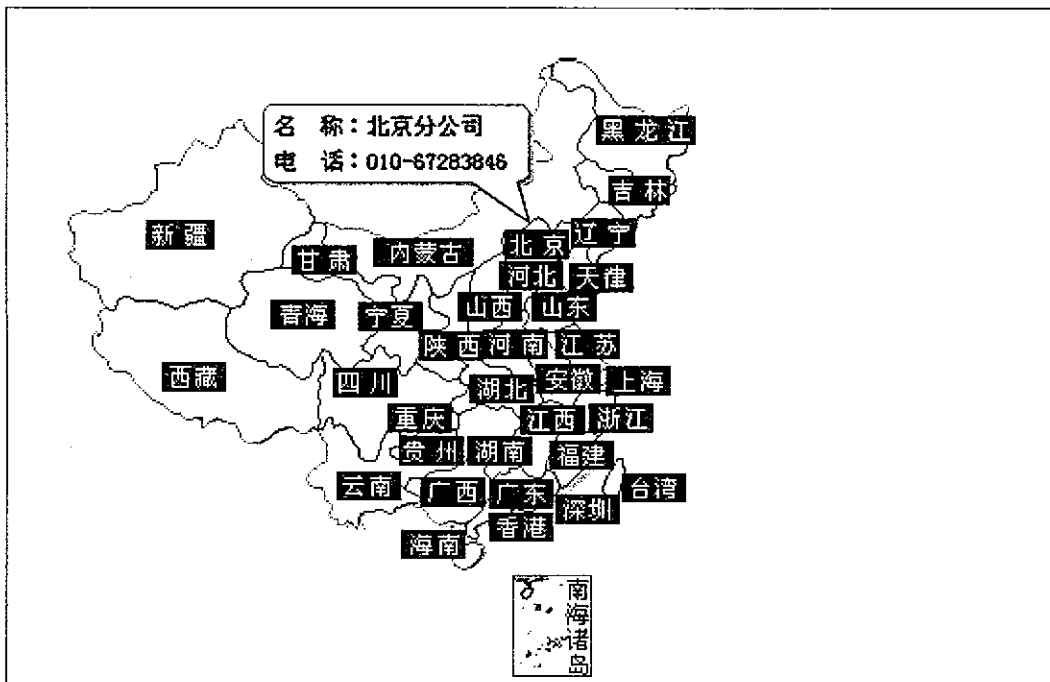 名 称：北京分公司
电 话：010-67283846
黑龙江
吉林
新疆
辽宁
北京
内蒙古
甘肃
河北
天津
山西
山东
青海
宁夏
陕西
河南
江苏
西藏
四川
安徽
上海
湖北
重庆
江西
浙江
贵州
湖南
福建
云南
广西
广东
台湾
深圳
香港
海南
南海诸岛